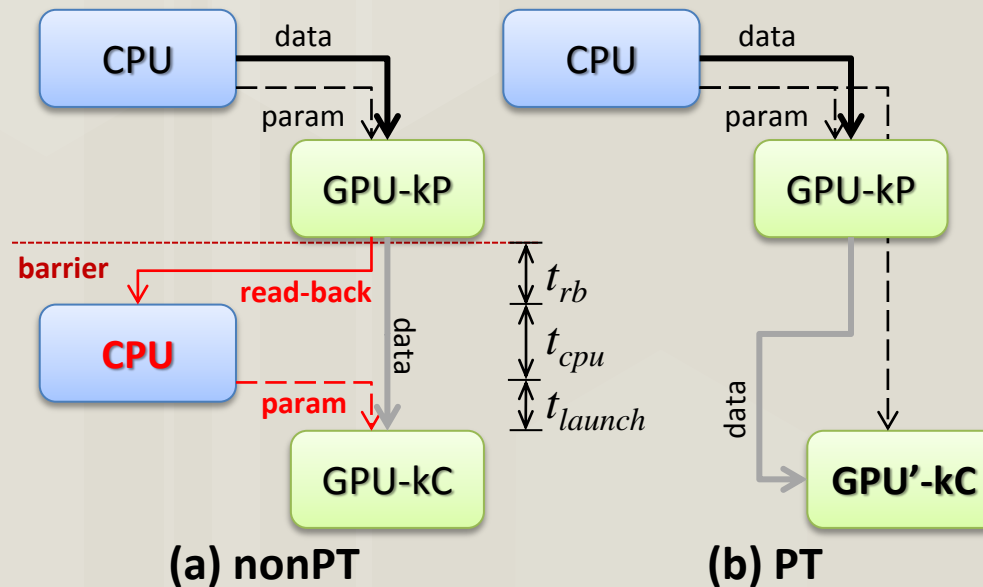 CPU
data
param
GPU-kP
barrier
read-back
CPU
param
data
t_rb
t_cpu
t_launch
GPU-kC
(a) nonPT
CPU
data
param
GPU-kP
data
GPU’-kC
(b) PT